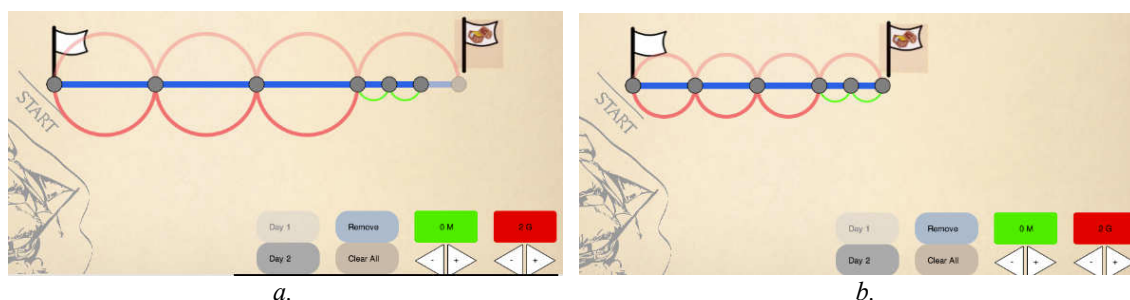 START
Day 1 Remove 0 M 2 G
Day 2 Clear All - + - +
a.
START
Day 1 Remove 0 M 2 G
Day 2 Clear All - + - +
b.